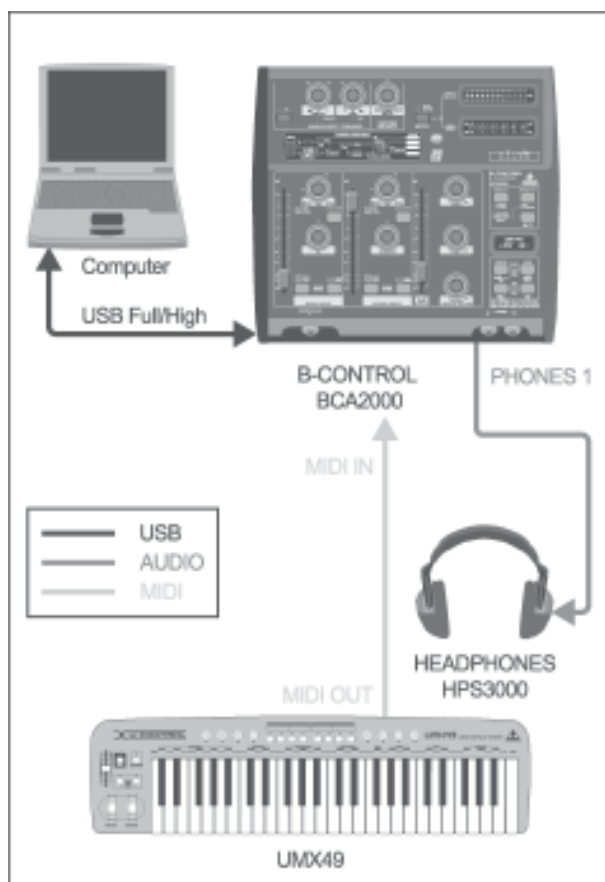 Computer
USB Full/High
B-CONTROL
BCA2000
PHONES 1
MIDI IN
USB
AUDIO
MIDI
HEADPHONES
HPS3000
MIDI OUT
UMX49